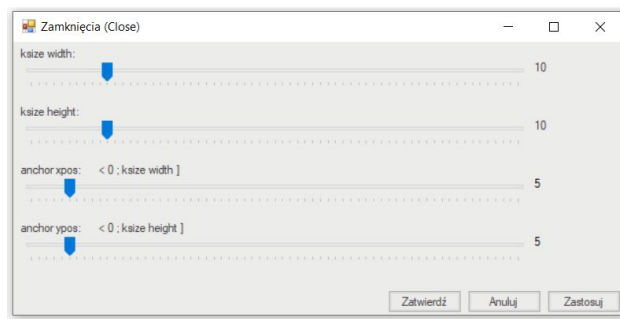 Zamknięcia (Close)
ksize width:
10
ksize height:
10
anchor xpos: < 0 ; ksize width ]
5
anchor ypos: < 0 ; ksize height ]
5
Zatwierdź Anuluj Zastosuj